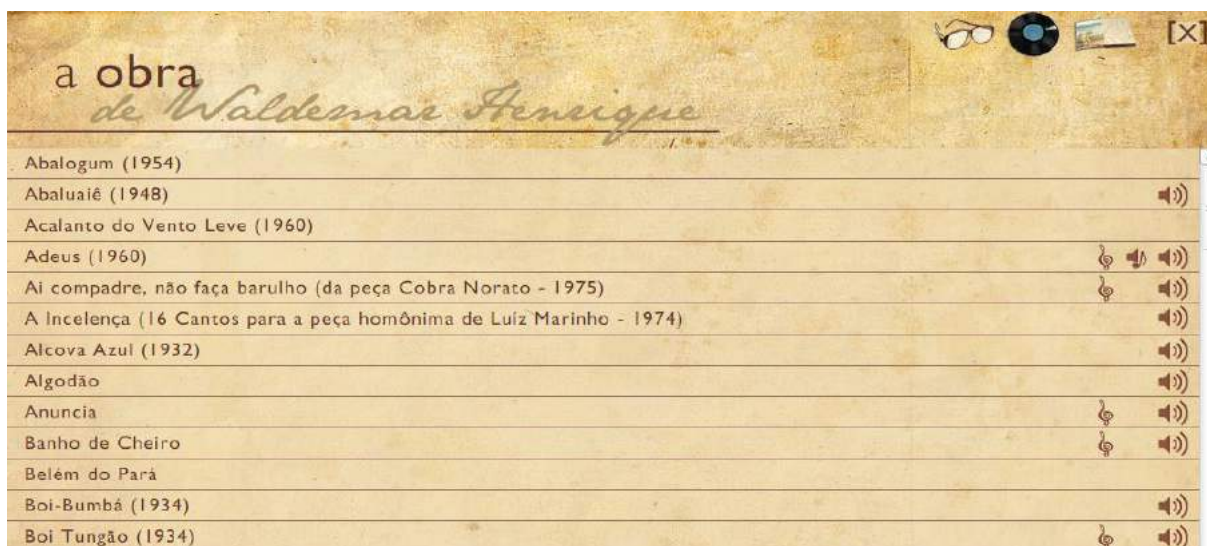 [X]
a obra
de Waldemar Henrique
Abalogum (1954)
Abaluaiê (1948)
Acalanto do Vento Leve (1960)
Adeus (1960)
Ai compadre, não faça barulho (da peça Cobra Norato - 1975)
A Incelença (16 Cantos para a peça homônima de Luíz Marinho - 1974)
Alcova Azul (1932)
Algodão
Anuncia
Banho de Cheiro
Belém do Pará
Boi-Bumbá (1934)
Boi Tungão (1934)